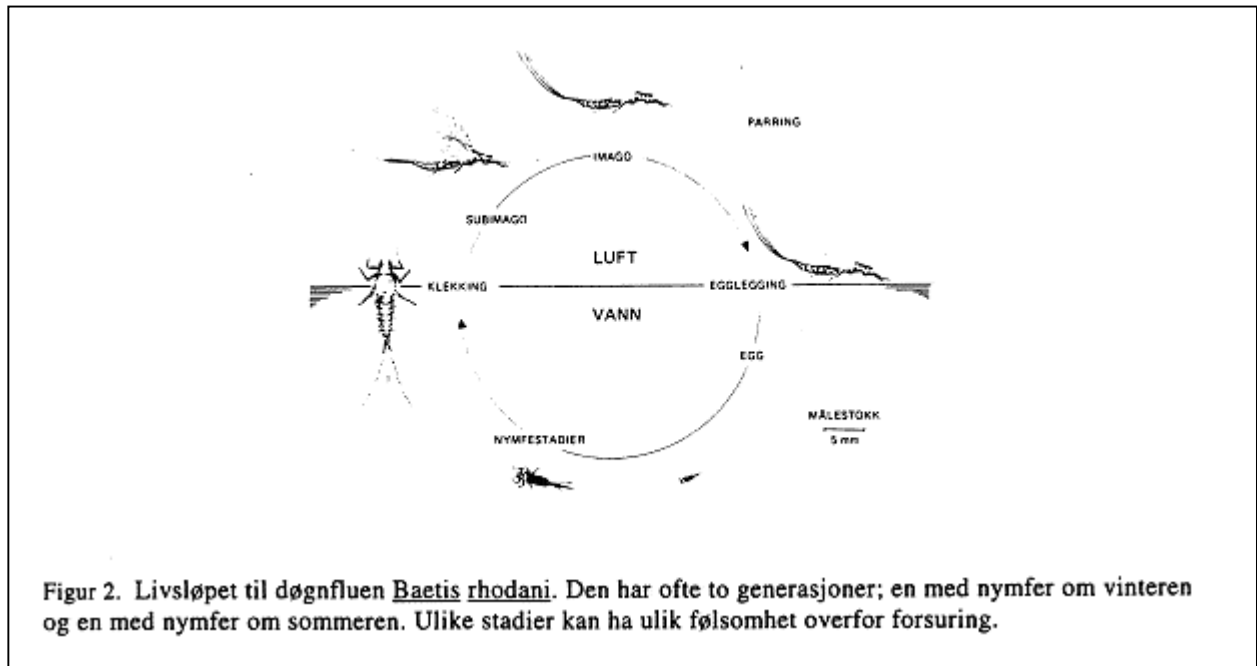 PARRING
IMAGO
SUBIMAGO
LUFT
KLEKKING
EGGLEGGING
VANN
EGG
MÅLESTOKK
5 mm
NYMFESTADIER
Figur 2. Livsløpet til døgnfluen Baetis rhodani. Den har ofte to generasjoner; en med nymfer om vinteren
og en med nymfer om sommeren. Ulike stadier kan ha ulik følsomhet overfor forsuring.